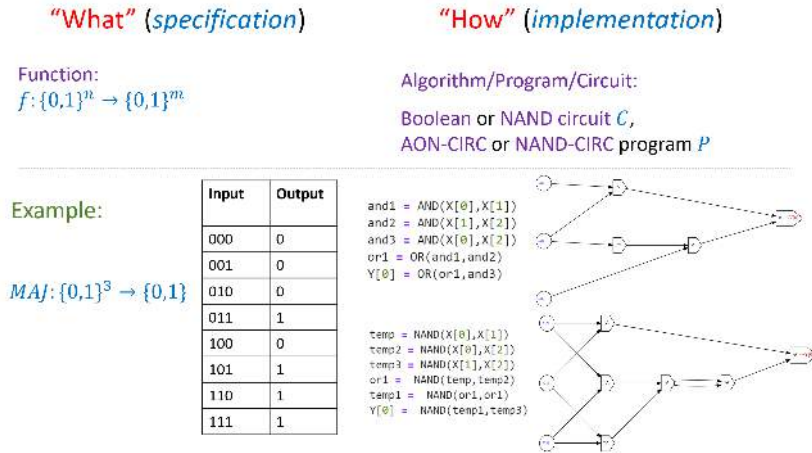 "What" (specification)
"How" (implementation)
Function:
f: {0,1}ⁿ → {0,1}ᵐ
Algorithm/Program/Circuit:
Boolean or NAND circuit C,
AON-CIRC or NAND-CIRC program P
Example:
MAJ: {0,1}³ → {0,1}
Input Output
000 0
001 0
010 0
011 1
100 0
101 1
110 1
111 1
and1 = AND(X[0],X[1])
and2 = AND(X[1],X[2])
and3 = AND(X[0],X[2])
or1 = OR(and1,and2)
Y[0] = OR(or1,and3)
temp = NAND(X[0],X[1])
temp2 = NAND(X[0],X[2])
temp3 = NAND(X[1],X[2])
or1 = NAND(temp,temp2)
temp1 = NAND(or1,or1)
Y[0] = NAND(temp1,temp3)